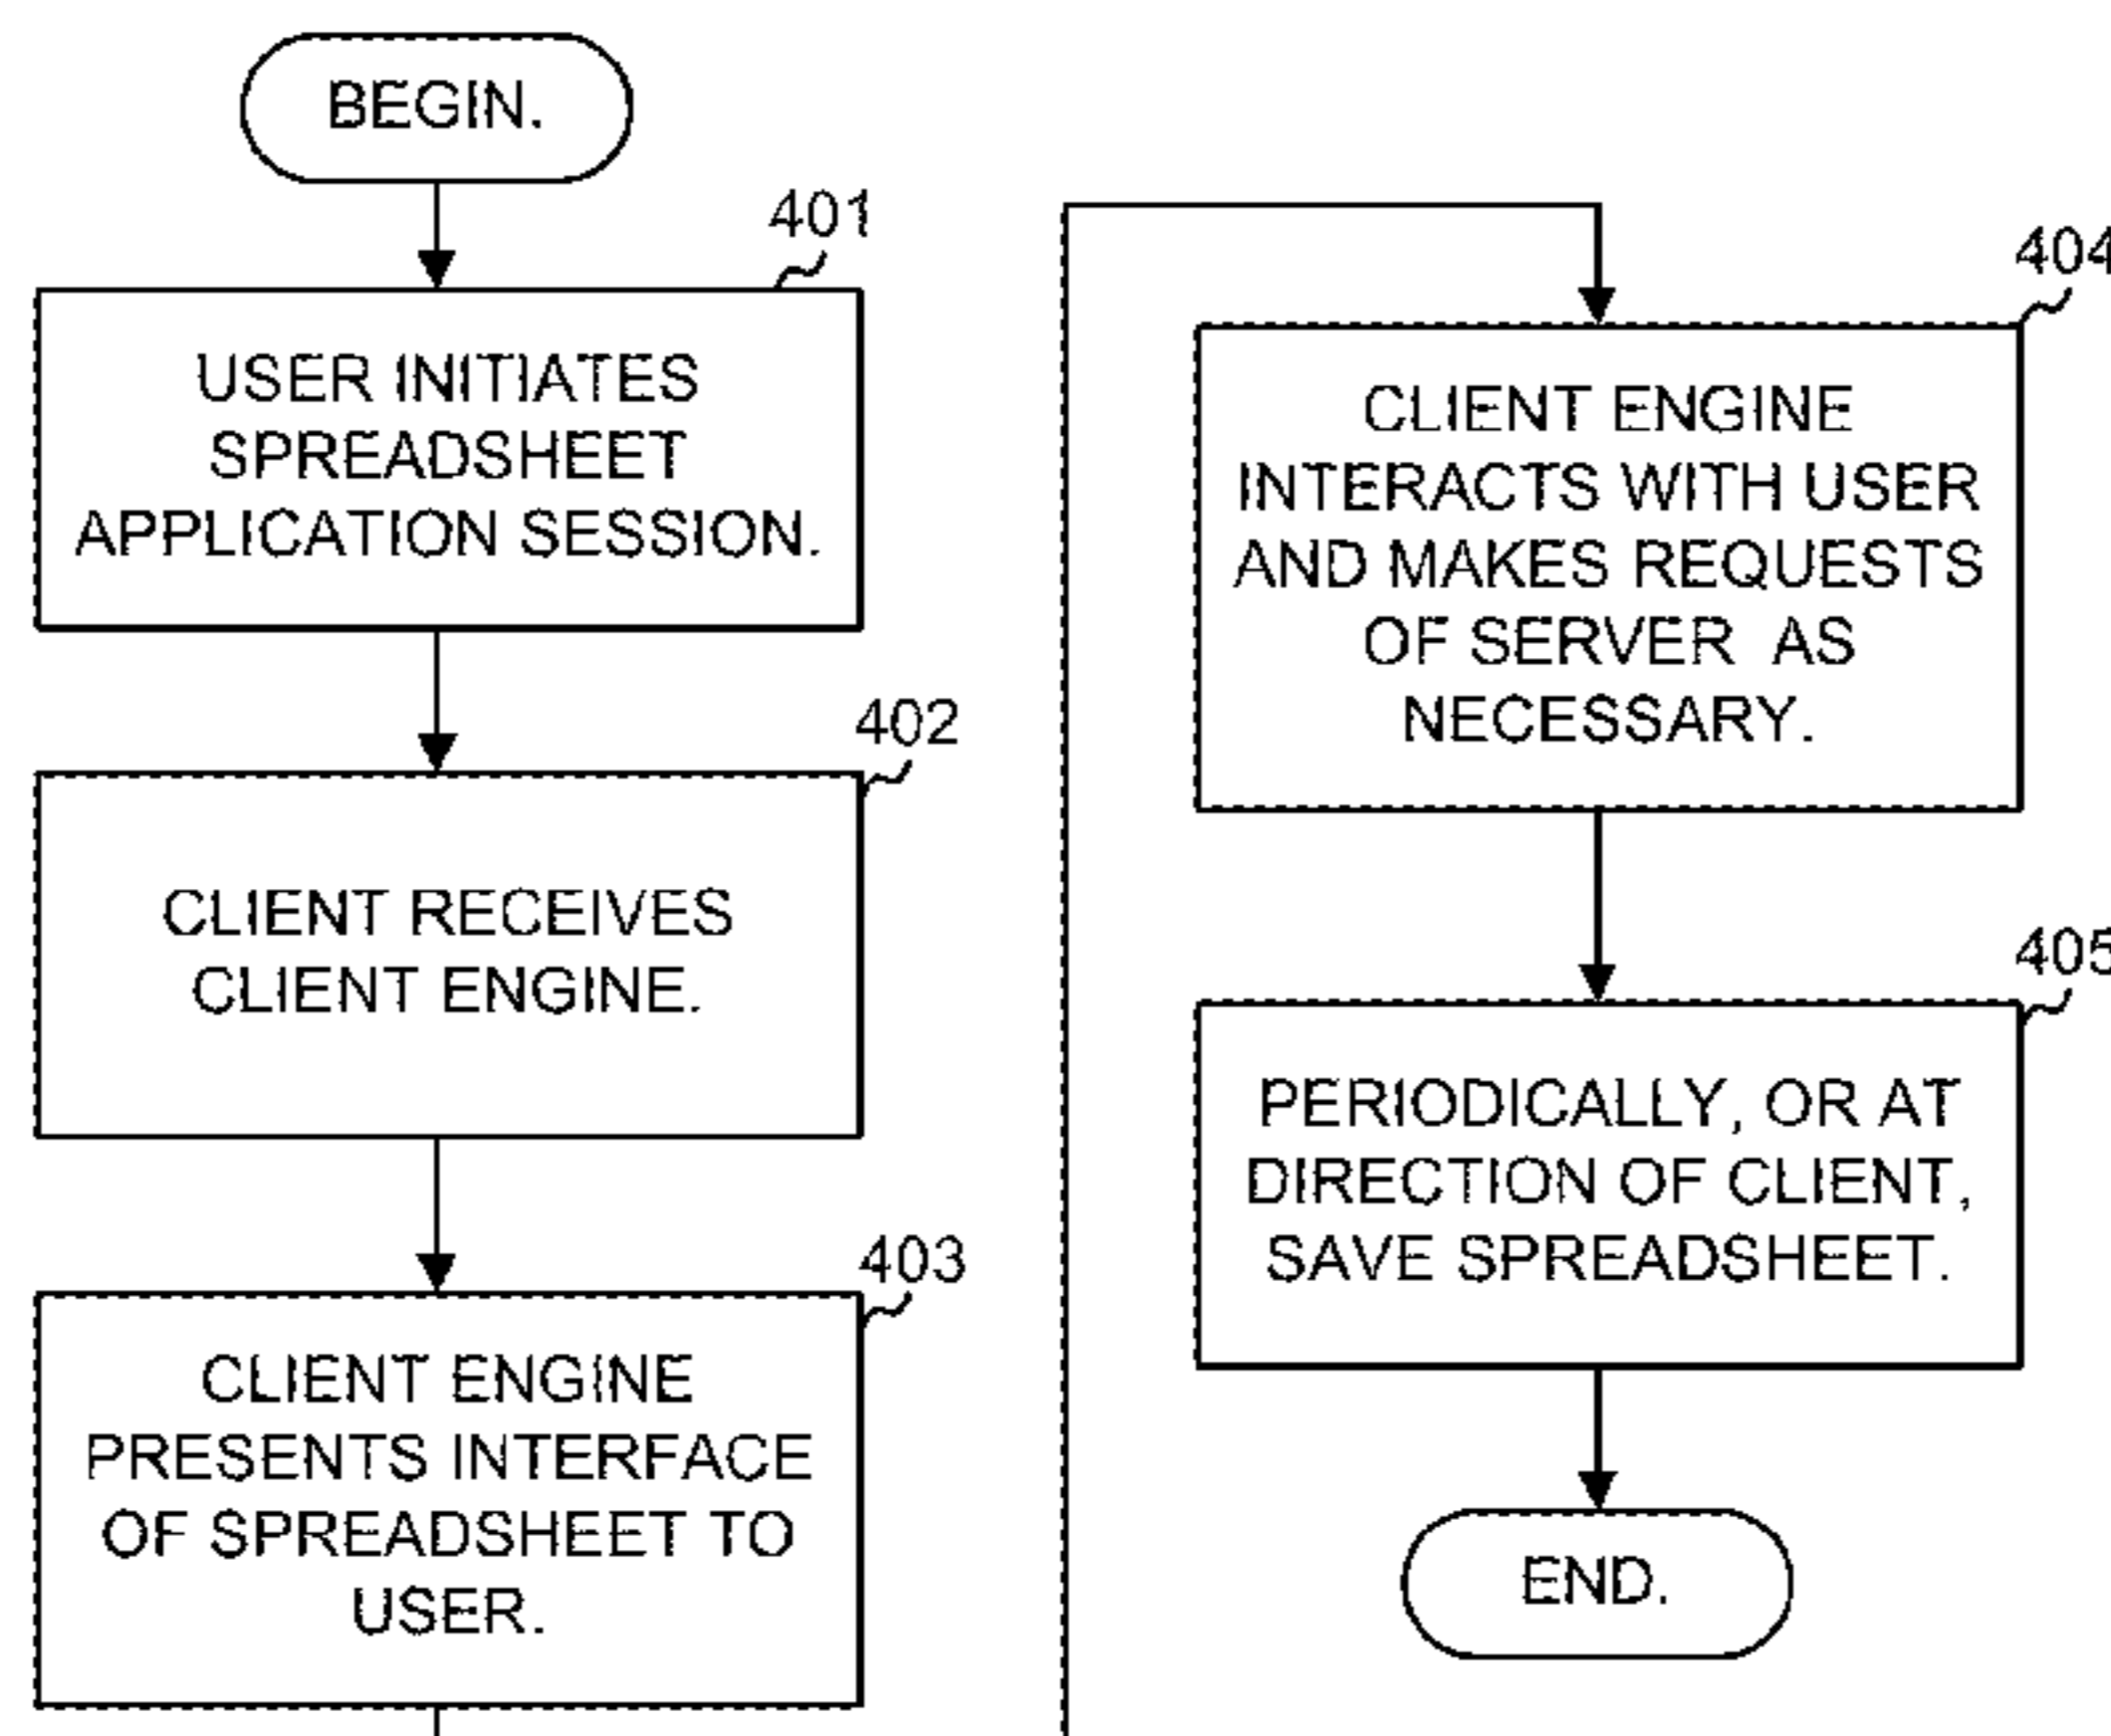 BEGIN.
401
USER INITIATES
SPREADSHEET
APPLICATION SESSION.
402
CLIENT RECEIVES
CLIENT ENGINE.
403
CLIENT ENGINE
PRESENTS INTERFACE
OF SPREADSHEET TO
USER.
404
CLIENT ENGINE
INTERACTS WITH USER
AND MAKES REQUESTS
OF SERVER AS
NECESSARY.
405
PERIODICALLY, OR AT
DIRECTION OF CLIENT,
SAVE SPREADSHEET.
END.